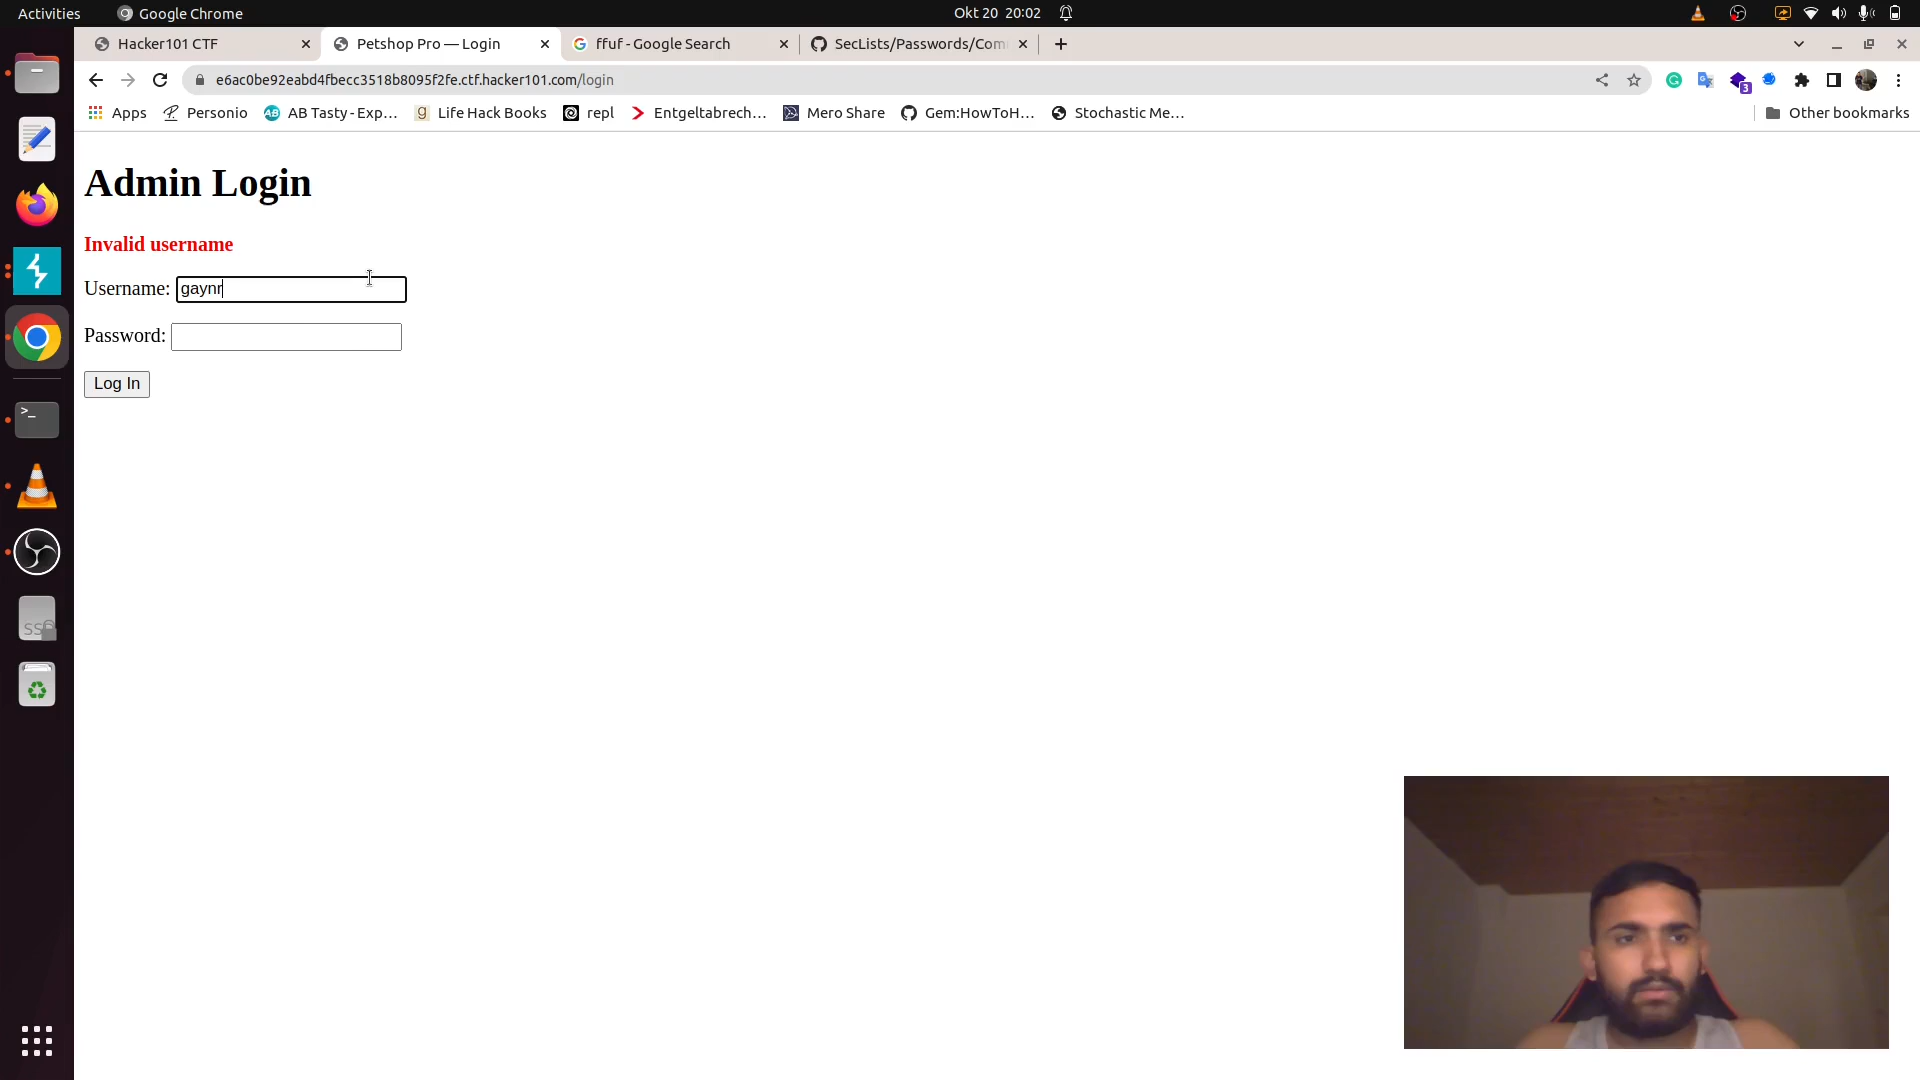 Activities
Google Chrome
Okt 20 20:02
Hacker101 CTF
Petshop Pro — Login
ffuf - Google Search
SecLists/Passwords/Com
e6ac0be92eabd4fbecc3518b8095f2fe.ctf.hacker101.com/login
3
Apps
Personio
AB Tasty - Exp...
Life Hack Books
repl
Entgeltabrech...
Mero Share
Gem:HowToH...
Stochastic Me...
Other bookmarks
Admin Login
Invalid username
Username: gaynr
Password:
Log In